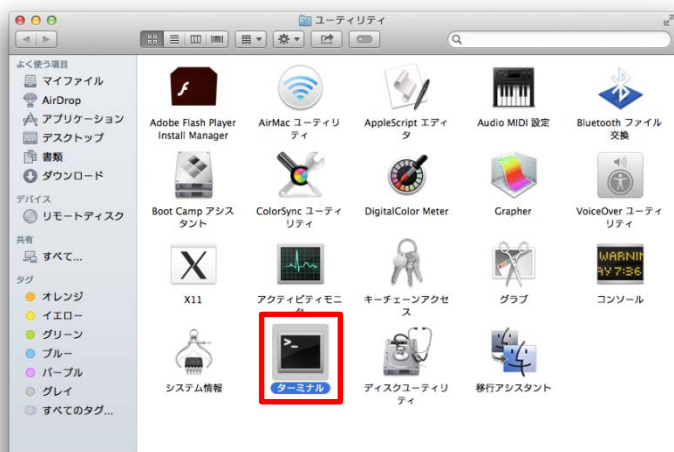 ユーティリティ
よく使う項目
マイファイル
AirDrop
アプリケーション
デスクトップ
書類
ダウンロード
デバイス
リモートディスク
共有
すべて...
タグ
オレンジ
イエロー
グリーン
ブルー
パープル
グレイ
すべてのタグ...
Adobe Flash Player
Install Manager
AirMac ユーティリ
ティ
AppleScript エディ
タ
Audio MIDI 設定
Bluetooth ファイル
交換
Boot Camp アシス
タント
ColorSync ユーティ
リティ
DigitalColor Meter
Grapher
VoiceOver ユーティ
リティ
X11
アクティビティモニ
タ
キーチェーンアクセ
ス
グラブ
WARNIN
AY 7:36
コンソール
システム情報
ターミナル
ディスクユーティリ
ティ
移行アシスタント